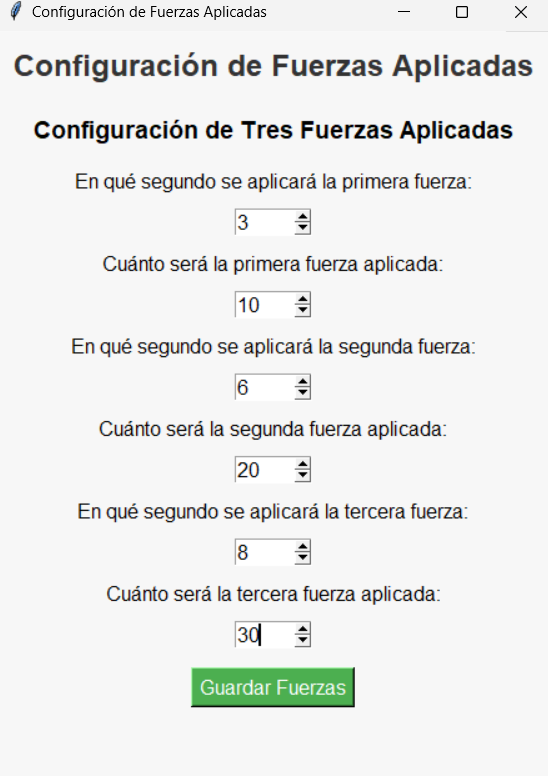 Configuración de Fuerzas Aplicadas
Configuración de Fuerzas Aplicadas
Configuración de Tres Fuerzas Aplicadas
En qué segundo se aplicará la primera fuerza:
3
Cuánto será la primera fuerza aplicada:
10
En qué segundo se aplicará la segunda fuerza:
6
Cuánto será la segunda fuerza aplicada:
20
En qué segundo se aplicará la tercera fuerza:
8
Cuánto será la tercera fuerza aplicada:
30
Guardar Fuerzas